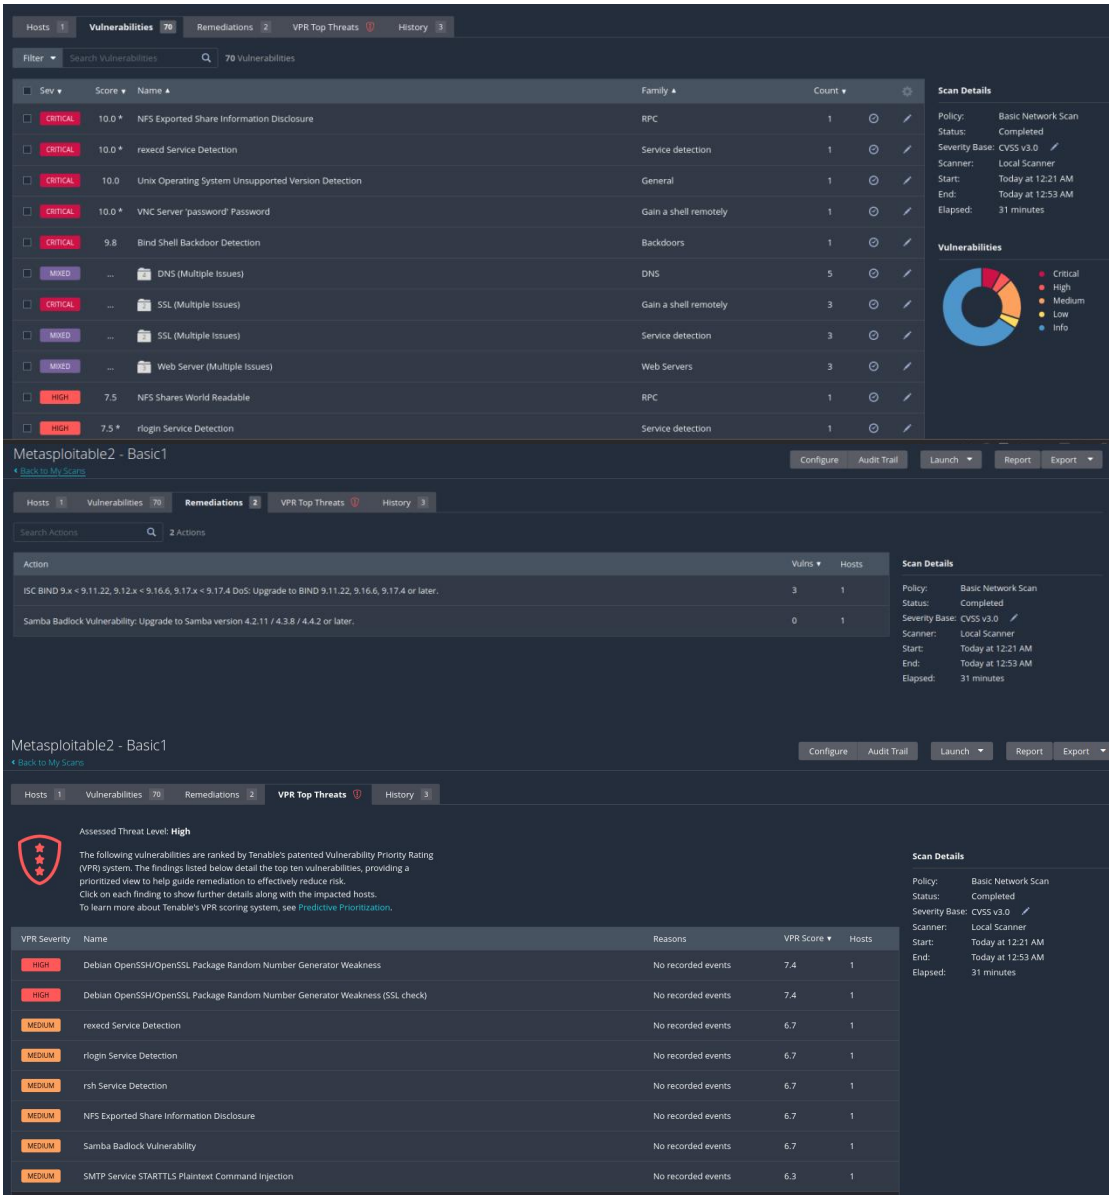 Hosts 1 Vulnerabilities 70 Remediations 2 VPR Top Threats History 3
Filter Search Vulnerabilities 70 Vulnerabilities
Sev Score Name Family Count
CRITICAL 10.0 * NFS Exported Share Information Disclosure RPC 1
CRITICAL 10.0 * rexecd Service Detection Service detection 1
CRITICAL 10.0 Unix Operating System Unsupported Version Detection General 1
CRITICAL 10.0 * VNC Server 'password' Password Gain a shell remotely 1
CRITICAL 9.8 Bind Shell Backdoor Detection Backdoors 1
MIXED ... DNS (Multiple Issues) DNS 5
CRITICAL ... SSL (Multiple Issues) Gain a shell remotely 3
MIXED ... SSL (Multiple Issues) Service detection 3
MIXED ... Web Server (Multiple Issues) Web Servers 3
HIGH 7.5 NFS Shares World Readable RPC 1
HIGH 7.5 * rlogin Service Detection Service detection 1
Scan Details
Policy: Basic Network Scan
Status: Completed
Severity Base: CVSS v3.0
Scanner: Local Scanner
Start: Today at 12:21 AM
End: Today at 12:53 AM
Elapsed: 31 minutes
Vulnerabilities
Critical
High
Medium
Low
Info
Metasploitable2 - Basic1
Back to My Scans
Configure Audit Trail Launch Report Export
Hosts 1 Vulnerabilities 70 Remediations 2 VPR Top Threats History 3
Search Actions 2 Actions
Action Vulns Hosts
ISC BIND 9.x < 9.11.22, 9.12.x < 9.16.6, 9.17.x < 9.17.4 DoS: Upgrade to BIND 9.11.22, 9.16.6, 9.17.4 or later. 3 1
Samba Badlock Vulnerability: Upgrade to Samba version 4.2.11 / 4.3.8 / 4.4.2 or later. 0 1
Scan Details
Policy: Basic Network Scan
Status: Completed
Severity Base: CVSS v3.0
Scanner: Local Scanner
Start: Today at 12:21 AM
End: Today at 12:53 AM
Elapsed: 31 minutes
Metasploitable2 - Basic1
Back to My Scans
Configure Audit Trail Launch Report Export
Hosts 1 Vulnerabilities 70 Remediations 2 VPR Top Threats History 3
Assessed Threat Level: High
The following vulnerabilities are ranked by Tenable's patented Vulnerability Priority Rating
(VPR) system. The findings listed below detail the top ten vulnerabilities, providing a
prioritized view to help guide remediation to effectively reduce risk.
Click on each finding to show further details along with the impacted hosts.
To learn more about Tenable's VPR scoring system, see Predictive Prioritization.
VPR Severity Name Reasons VPR Score Hosts
HIGH Debian OpenSSH/OpenSSL Package Random Number Generator Weakness No recorded events 7.4 1
HIGH Debian OpenSSH/OpenSSL Package Random Number Generator Weakness (SSL check) No recorded events 7.4 1
MEDIUM rexecd Service Detection No recorded events 6.7 1
MEDIUM rlogin Service Detection No recorded events 6.7 1
MEDIUM rsh Service Detection No recorded events 6.7 1
MEDIUM NFS Exported Share Information Disclosure No recorded events 6.7 1
MEDIUM Samba Badlock Vulnerability No recorded events 6.7 1
MEDIUM SMTP Service STARTTLS Plaintext Command Injection No recorded events 6.3 1
Scan Details
Policy: Basic Network Scan
Status: Completed
Severity Base: CVSS v3.0
Scanner: Local Scanner
Start: Today at 12:21 AM
End: Today at 12:53 AM
Elapsed: 31 minutes